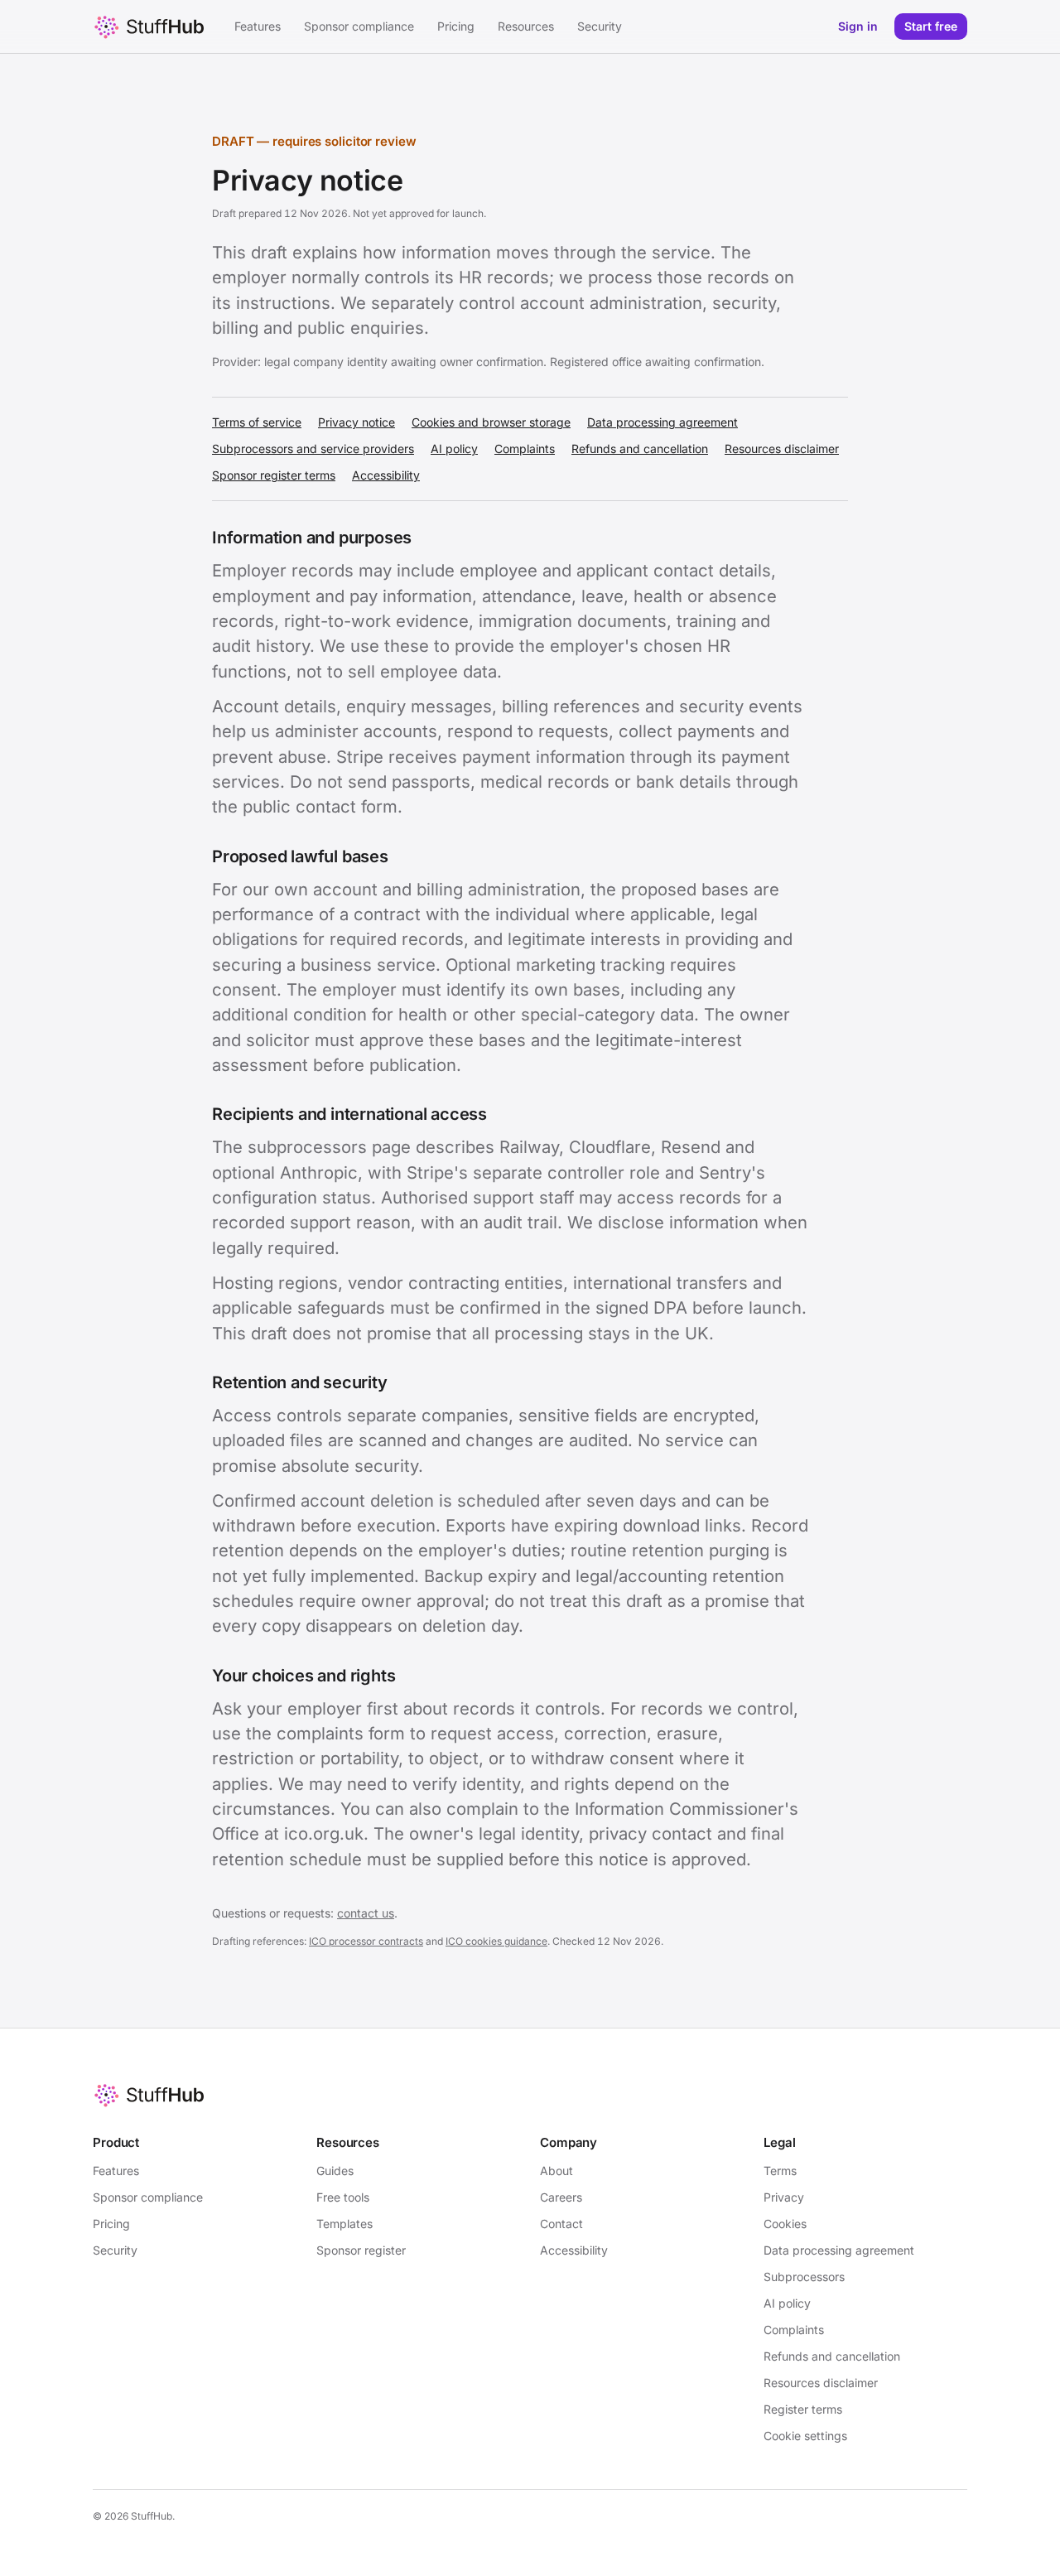 StuffHub Features Sponsor compliance Pricing Resources Security Sign in Start free
DRAFT — requires solicitor review
Privacy notice
Draft prepared 12 Nov 2026. Not yet approved for launch.
This draft explains how information moves through the service. The
employer normally controls its HR records; we process those records on
its instructions. We separately control account administration, security,
billing and public enquiries.
Provider: legal company identity awaiting owner confirmation. Registered office awaiting confirmation.
Terms of service Privacy notice Cookies and browser storage Data processing agreement
Subprocessors and service providers AI policy Complaints Refunds and cancellation Resources disclaimer
Sponsor register terms Accessibility
Information and purposes
Employer records may include employee and applicant contact details,
employment and pay information, attendance, leave, health or absence
records, right-to-work evidence, immigration documents, training and
audit history. We use these to provide the employer's chosen HR
functions, not to sell employee data.
Account details, enquiry messages, billing references and security events
help us administer accounts, respond to requests, collect payments and
prevent abuse. Stripe receives payment information through its payment
services. Do not send passports, medical records or bank details through
the public contact form.
Proposed lawful bases
For our own account and billing administration, the proposed bases are
performance of a contract with the individual where applicable, legal
obligations for required records, and legitimate interests in providing and
securing a business service. Optional marketing tracking requires
consent. The employer must identify its own bases, including any
additional condition for health or other special-category data. The owner
and solicitor must approve these bases and the legitimate-interest
assessment before publication.
Recipients and international access
The subprocessors page describes Railway, Cloudflare, Resend and
optional Anthropic, with Stripe's separate controller role and Sentry's
configuration status. Authorised support staff may access records for a
recorded support reason, with an audit trail. We disclose information when
legally required.
Hosting regions, vendor contracting entities, international transfers and
applicable safeguards must be confirmed in the signed DPA before launch.
This draft does not promise that all processing stays in the UK.
Retention and security
Access controls separate companies, sensitive fields are encrypted,
uploaded files are scanned and changes are audited. No service can
promise absolute security.
Confirmed account deletion is scheduled after seven days and can be
withdrawn before execution. Exports have expiring download links. Record
retention depends on the employer's duties; routine retention purging is
not yet fully implemented. Backup expiry and legal/accounting retention
schedules require owner approval; do not treat this draft as a promise that
every copy disappears on deletion day.
Your choices and rights
Ask your employer first about records it controls. For records we control,
use the complaints form to request access, correction, erasure,
restriction or portability, to object, or to withdraw consent where it
applies. We may need to verify identity, and rights depend on the
circumstances. You can also complain to the Information Commissioner's
Office at ico.org.uk. The owner's legal identity, privacy contact and final
retention schedule must be supplied before this notice is approved.
Questions or requests: contact us.
Drafting references: ICO processor contracts and ICO cookies guidance. Checked 12 Nov 2026.
StuffHub
Product
Features
Sponsor compliance
Pricing
Security
Resources
Guides
Free tools
Templates
Sponsor register
Company
About
Careers
Contact
Accessibility
Legal
Terms
Privacy
Cookies
Data processing agreement
Subprocessors
AI policy
Complaints
Refunds and cancellation
Resources disclaimer
Register terms
Cookie settings
© 2026 StuffHub.